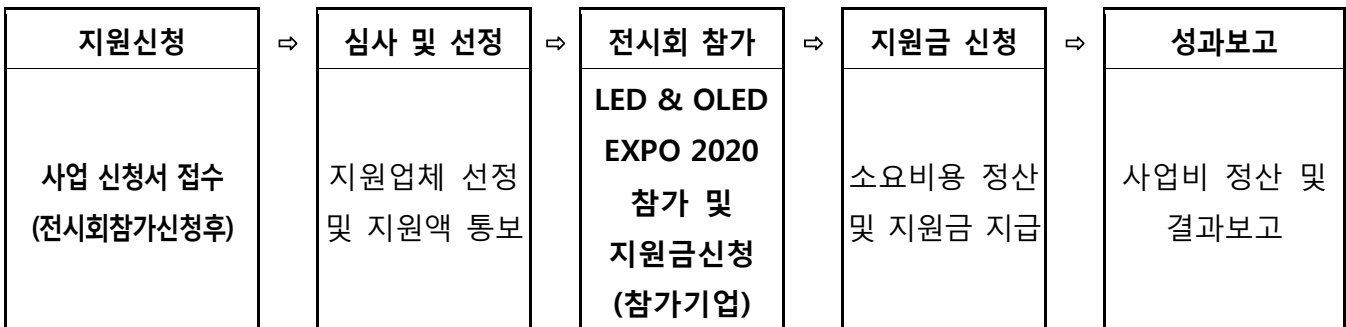 지원신청 ⇨ 심사 및 선정 ⇨ 전시회 참가 ⇨ 지원금 신청 ⇨ 성과보고
사업 신청서 접수
(전시회참가신청후)
지원업체 선정
및 지원액 통보
LED & OLED
EXPO 2020
참가 및
지원금신청
(참가기업)
소요비용 정산
및 지원금 지급
사업비 정산 및
결과보고